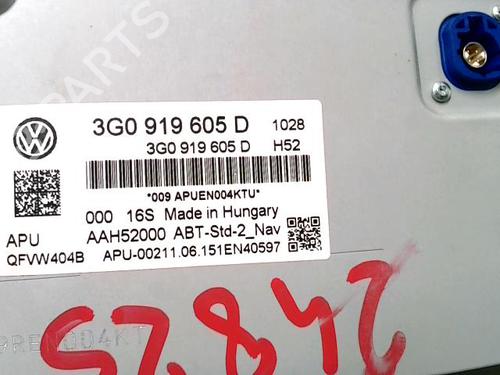 3G0 919 605 D 1028
3G0 919 605 D H52
*009 APUEN004KTU*
000 16S Made in Hungary
APU AAH52000 ABT-Std-2_Nav
QFVW404B APU-00211.06.151EN40597